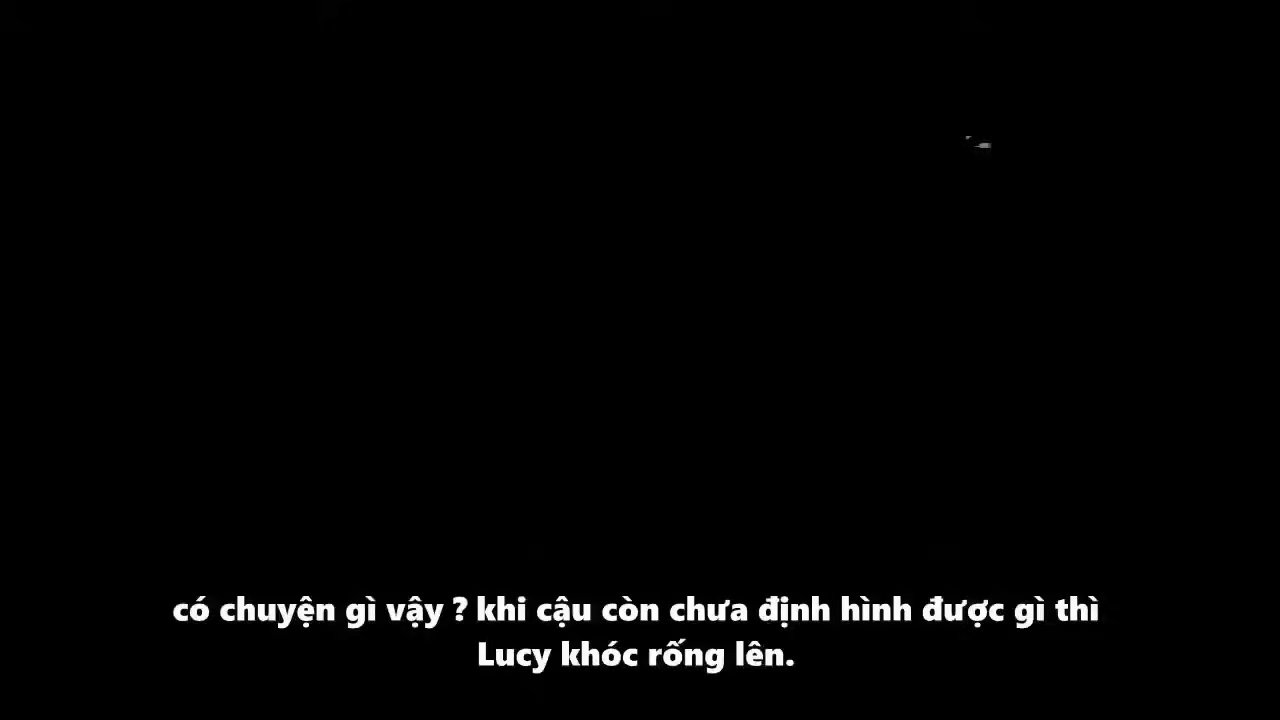 có chuyện gì vậy ? khi cậu còn chưa định hình được gì thì
Lucy khóc rống lên.